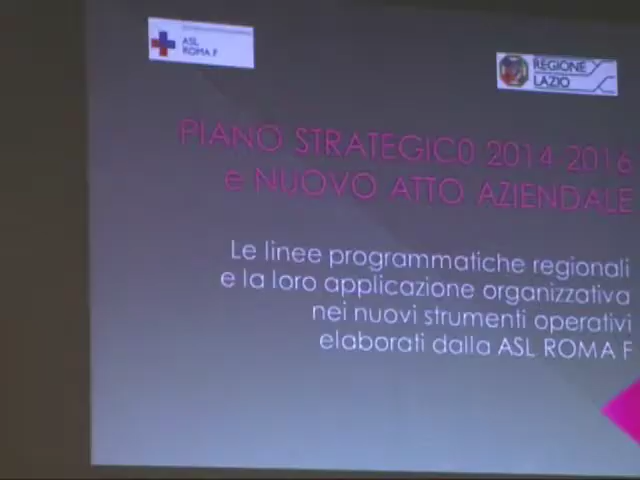 ASL
ROMA F
REGIONE
LAZIO
PIANO STRATEGIC0 2014-2016
e NUOVO ATTO AZIENDALE
Le linee programmatiche regionali
e la loro applicazione organizzativa
nei nuovi strumenti operativi
elaborati dalla ASL ROMA F